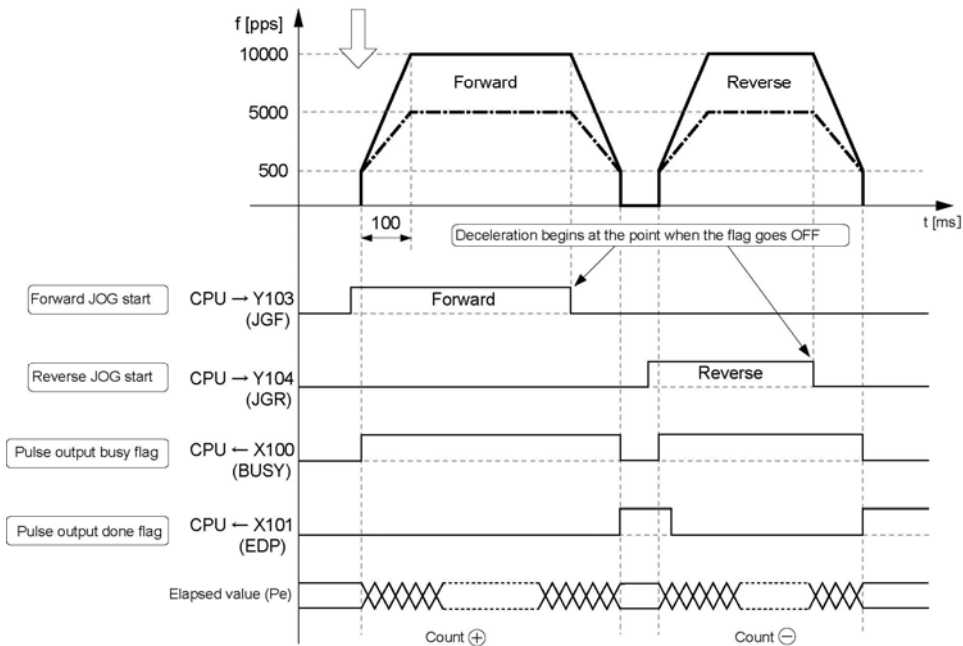 f [pps]
10000
Forward
Reverse
5000
500
t [ms]
100
Deceleration begins at the point when the flag goes OFF
Forward JOG start
CPU → Y103
(JGF)
Forward
Reverse JOG start
CPU → Y104
(JGR)
Reverse
Pulse output busy flag
CPU ← X100
(BUSY)
Pulse output done flag
CPU ← X101
(EDP)
Elapsed value (Pe)
Count ⊕
Count ⊖